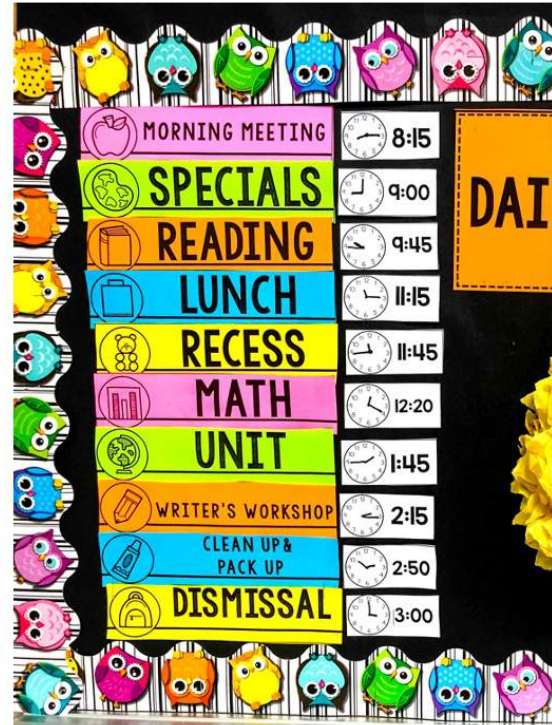 MORNING MEETING 8:15
SPECIALS 9:00
READING 9:45
LUNCH 11:15
RECESS 11:45
MATH 12:20
UNIT 1:45
WRITER'S WORKSHOP 2:15
CLEAN UP &
PACK UP 2:50
DISMISSAL 3:00
DAI